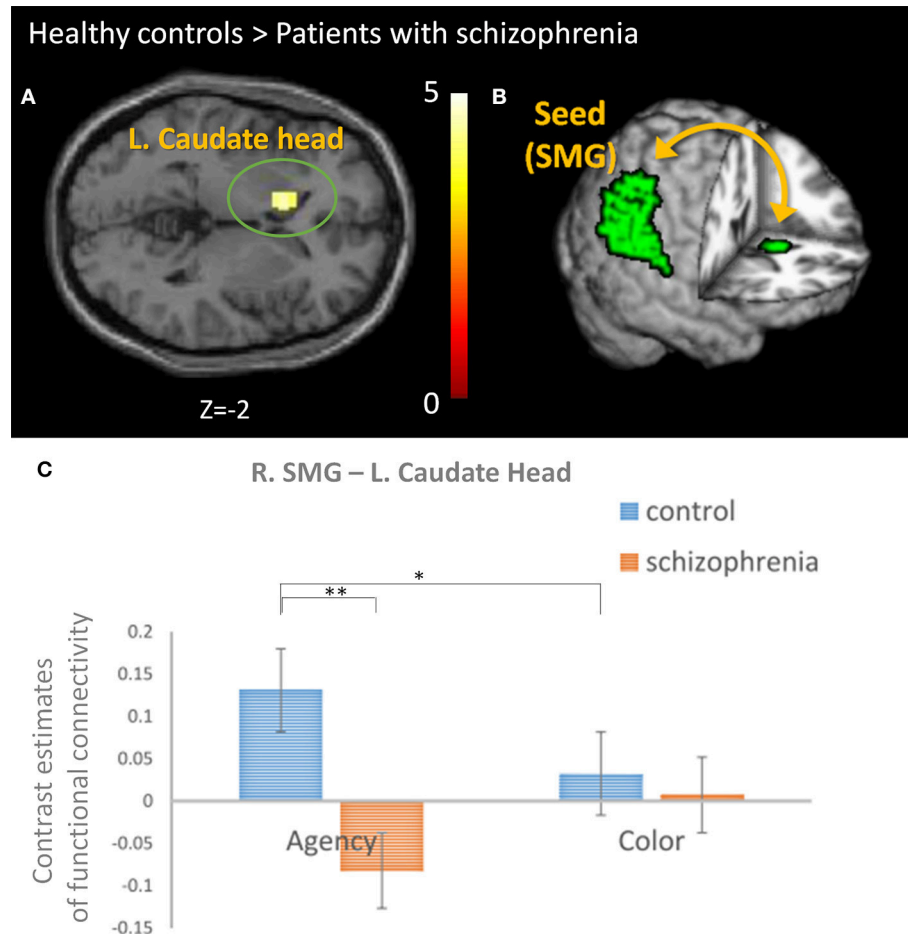 Healthy controls > Patients with schizophrenia
A
L. Caudate head
5
0
Z=-2
B
Seed
(SMG)
C
R. SMG – L. Caudate Head
control
schizophrenia
*
**
Contrast estimates
of functional connectivity
0.2
0.15
0.1
0.05
0
-0.05
-0.1
-0.15
Agency
Color